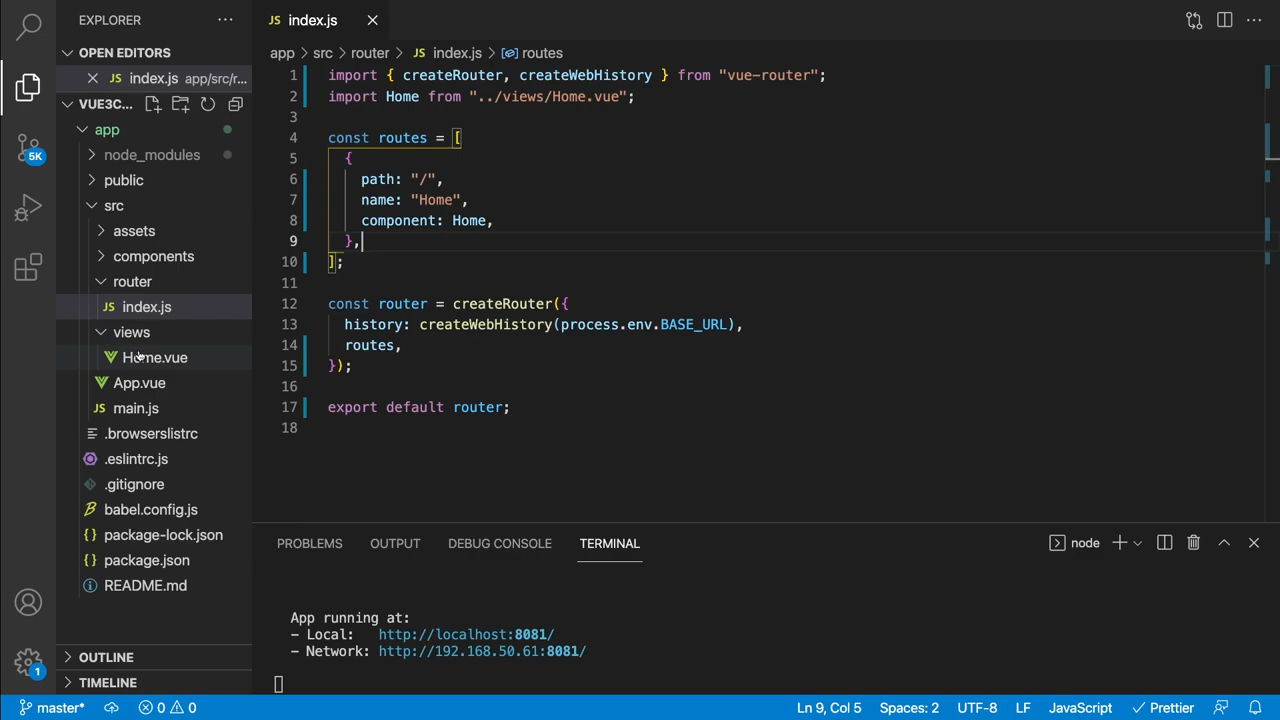 EXPLORER
OPEN EDITORS
JS index.js app/src/r...
VUE3C...
app
node_modules
public
src
assets
components
router
JS index.js
views
Home.vue
App.vue
JS main.js
.browserslistrc
.eslintrc.js
.gitignore
babel.config.js
{ } package-lock.json
{ } package.json
README.md
OUTLINE
TIMELINE
5K
1
JS index.js
app > src > router > JS index.js > routes
1 import { createRouter, createWebHistory } from "vue-router";
2 import Home from "../views/Home.vue";
3
4 const routes = [
5 {
6 path: "/",
7 name: "Home",
8 component: Home,
9 },
10 ];
11
12 const router = createRouter({
13 history: createWebHistory(process.env.BASE_URL),
14 routes,
15 });
16
17 export default router;
18
PROBLEMS OUTPUT DEBUG CONSOLE TERMINAL node
App running at:
- Local: http://localhost:8081/
- Network: http://192.168.50.61:8081/
master* 0 0 Ln 9, Col 5 Spaces: 2 UTF-8 LF JavaScript Prettier